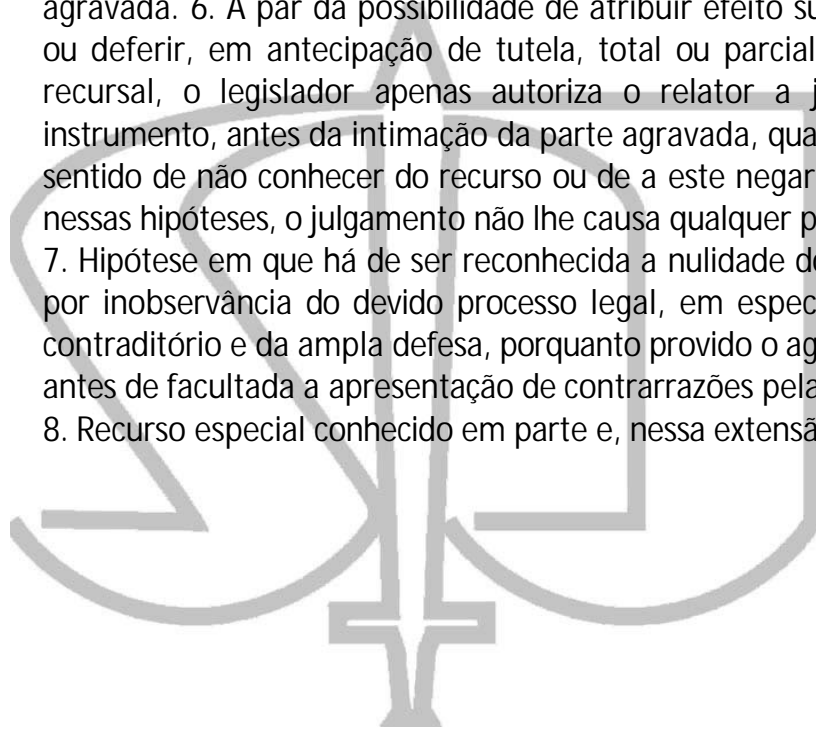 agravada. 6. A par da possibilidade de atribuir efeito su
ou deferir, em antecipação de tutela, total ou parcial
recursal, o legislador apenas autoriza o relator a j
instrumento, antes da intimação da parte agravada, qua
sentido de não conhecer do recurso ou de a este negar
nessas hipóteses, o julgamento não lhe causa qualquer p
7. Hipótese em que há de ser reconhecida a nulidade d
por inobservância do devido processo legal, em espec
contraditório e da ampla defesa, porquanto provido o ag
antes de facultada a apresentação de contrarrazões pela
8. Recurso especial conhecido em parte e, nessa extensã